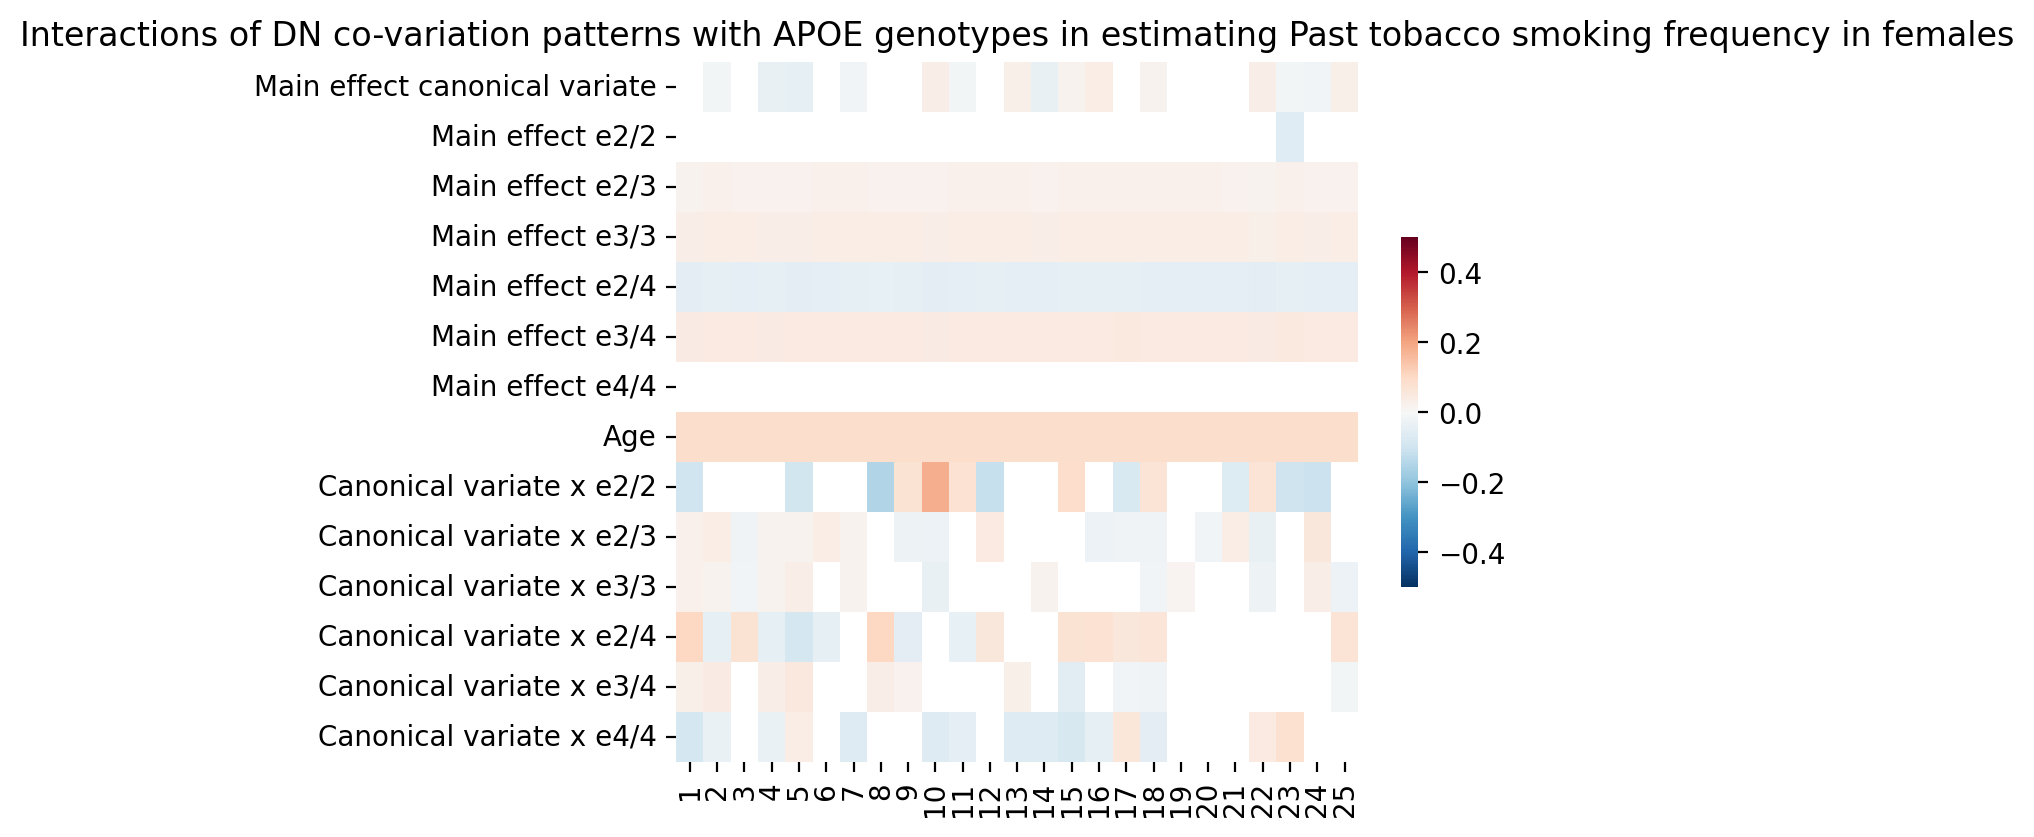 Interactions of DN co-variation patterns with APOE genotypes in estimating Past tobacco smoking frequency in females
Main effect canonical variate
Main effect e2/2
Main effect e2/3
Main effect e3/3
Main effect e2/4
Main effect e3/4
Main effect e4/4
Age
Canonical variate x e2/2
Canonical variate x e2/3
Canonical variate x e3/3
Canonical variate x e2/4
Canonical variate x e3/4
Canonical variate x e4/4
1 2 3 4 5 6 7 8 9 10 11 12 13 14 15 16 17 18 19 20 21 22 23 24 25
0.4
0.2
0.0
−0.2
−0.4